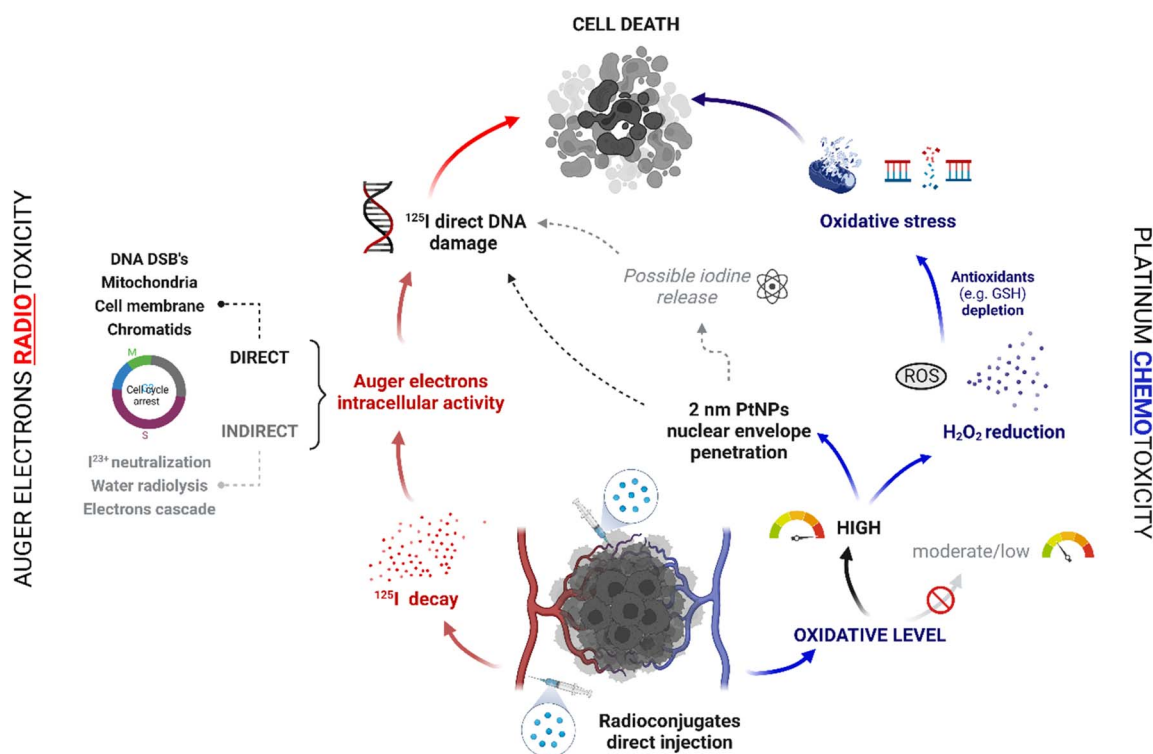 CELL DEATH
AUGER ELECTRONS RADIOTOXICITY
PLATINUM CHEMOTOXICITY
¹²⁵I direct DNA
damage
Oxidative stress
Possible iodine
release
Antioxidants
(e.g. GSH)
depletion
DNA DSB's
Mitochondria
Cell membrane
Chromatids
DIRECT
M
G2
Cell cycle
arrest
S
INDIRECT
I²³⁺ neutralization
Water radiolysis
Electrons cascade
Auger electrons
intracellular activity
ROS
H₂O₂ reduction
2 nm PtNPs
nuclear envelope
penetration
HIGH
moderate/low
¹²⁵I decay
OXIDATIVE LEVEL
Radioconjugates
direct injection